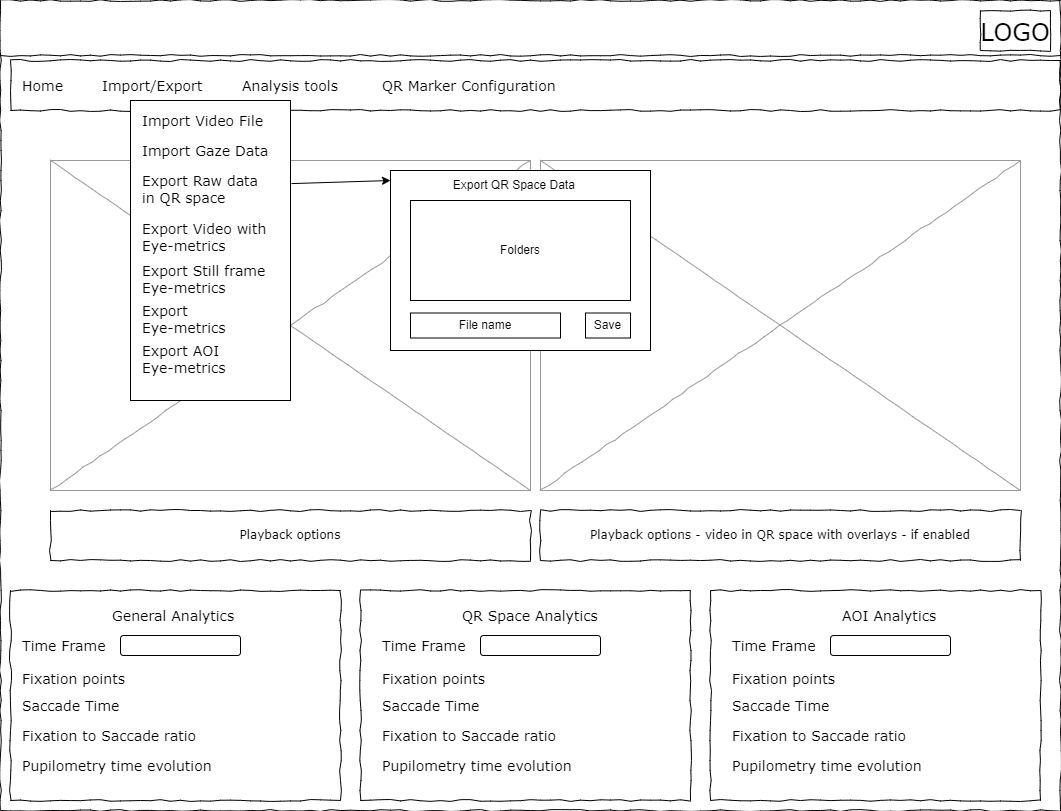 LOGO
Home
Import/Export
Analysis tools
QR Marker Configuration
Import Video File
Import Gaze Data
Export Raw data
in QR space
Export Video with
Eye-metrics
Export Still frame
Eye-metrics
Export
Eye-metrics
Export AOI
Eye-metrics
Export QR Space Data
Folders
File name
Save
Playback options
Playback options - video in QR space with overlays - if enabled
General Analytics
Time Frame
Fixation points
Saccade Time
Fixation to Saccade ratio
Pupilometry time evolution
QR Space Analytics
Time Frame
Fixation points
Saccade Time
Fixation to Saccade ratio
Pupilometry time evolution
AOI Analytics
Time Frame
Fixation points
Saccade Time
Fixation to Saccade ratio
Pupilometry time evolution